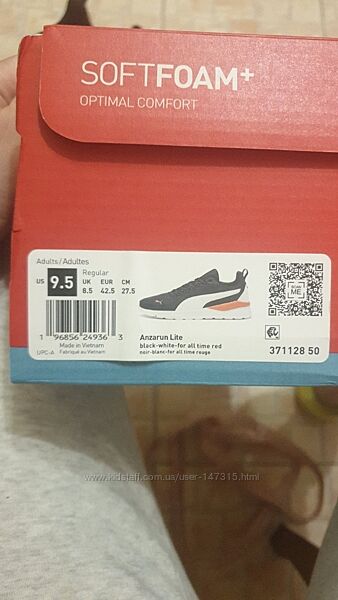 SOFTFOAM+
OPTIMAL COMFORT
Adults/Adultes
Regular
US 9.5 UK 8.5 EUR 42.5 CM 27.5
1 96856 24936 3
UPC-A
Made in Vietnam
Fabriqué au Vietnam
Anzarun Lite
black-white-for all time red
noir-blanc-for all time rouge
SCAN ME
371128 50
www.kidstaff.com.ua/user-147315.html